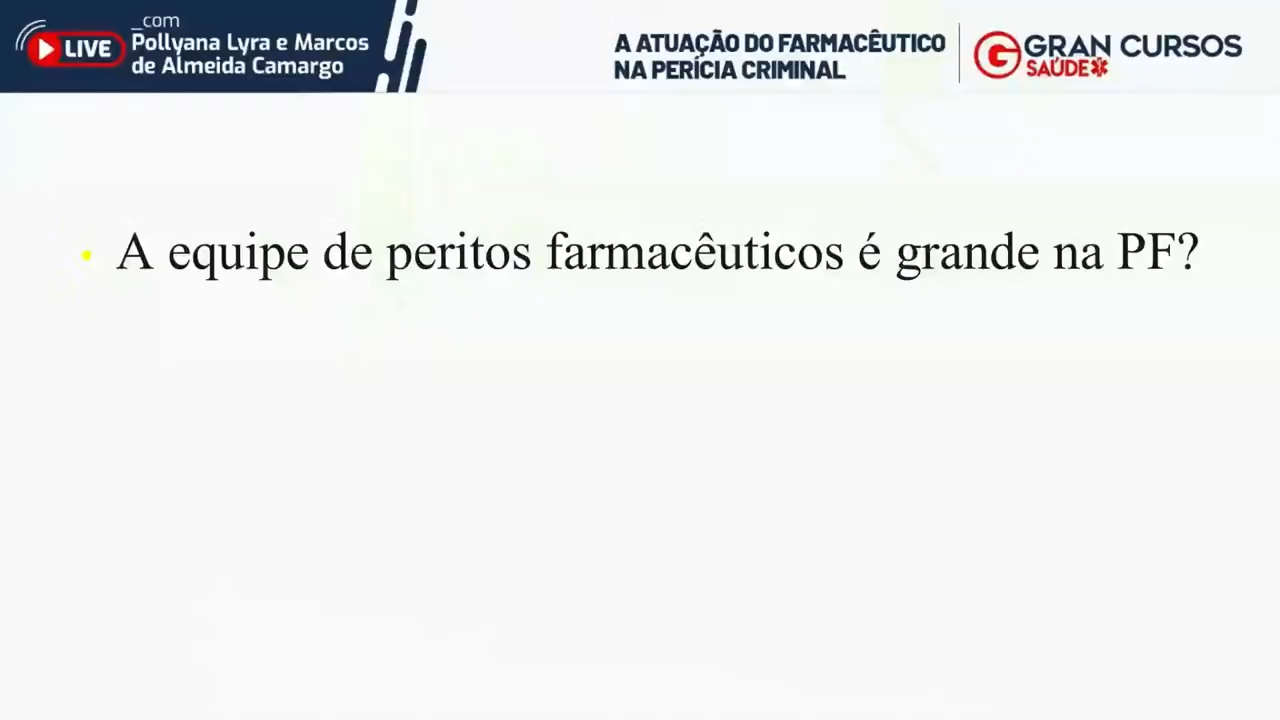 LIVE
_com
Pollyana Lyra e Marcos
de Almeida Camargo
A ATUAÇÃO DO FARMACÊUTICO
NA PERÍCIA CRIMINAL
G GRAN CURSOS
SAÚDE
• A equipe de peritos farmacêuticos é grande na PF?